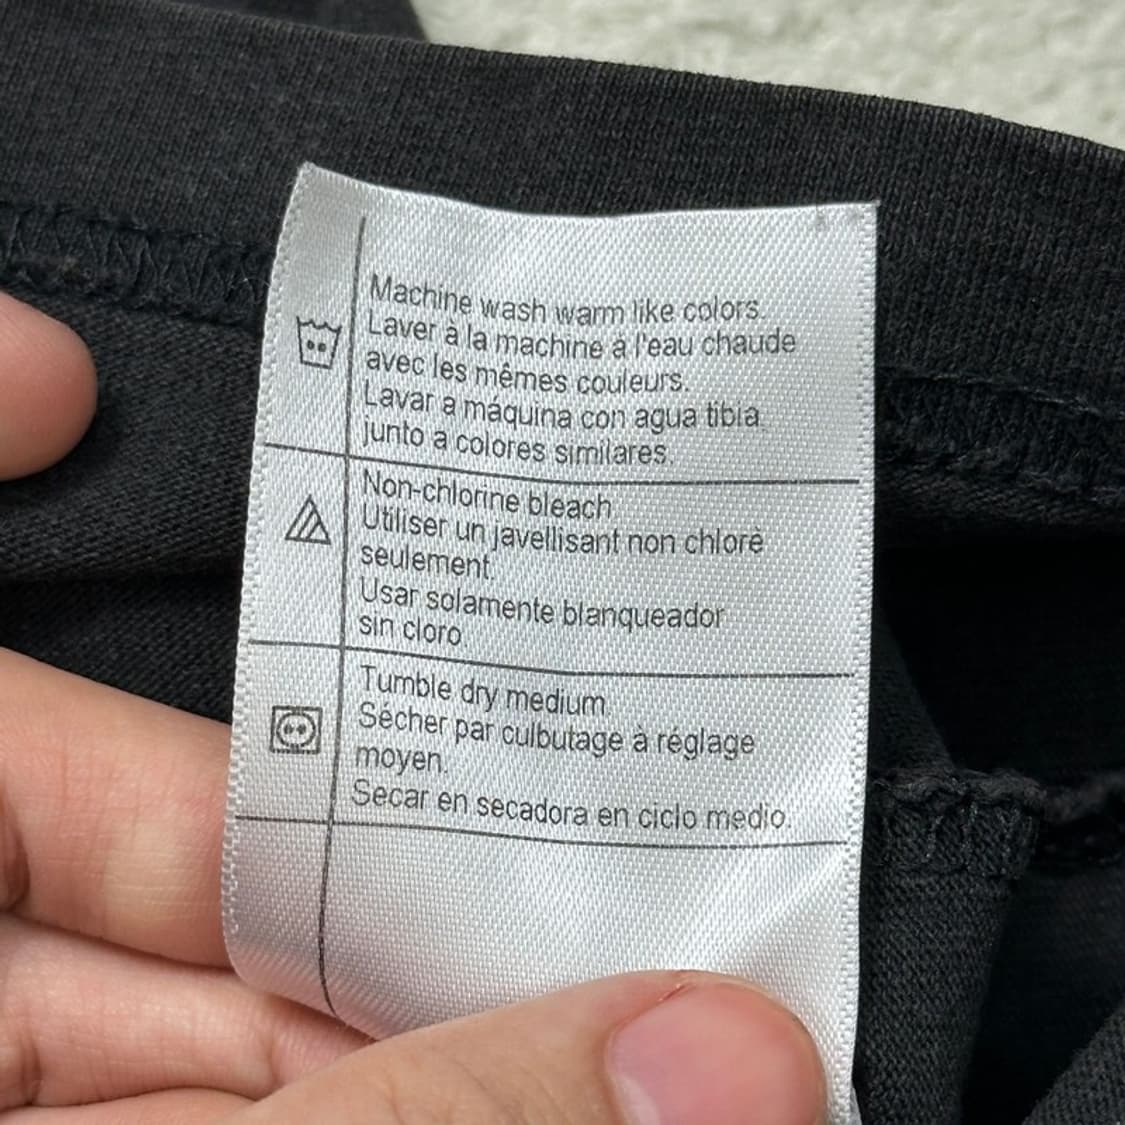 Machine wash warm like colors.
Laver à la machine à l'eau chaude
avec les mêmes couleurs.
Lavar a máquina con agua tibia
junto a colores similares.
Non-chlorine bleach
Utiliser un javellisant non chloré
seulement.
Usar solamente blanqueador
sin cloro.
Tumble dry medium.
Sécher par culbutage à réglage
moyen.
Secar en secadora en ciclo medio.